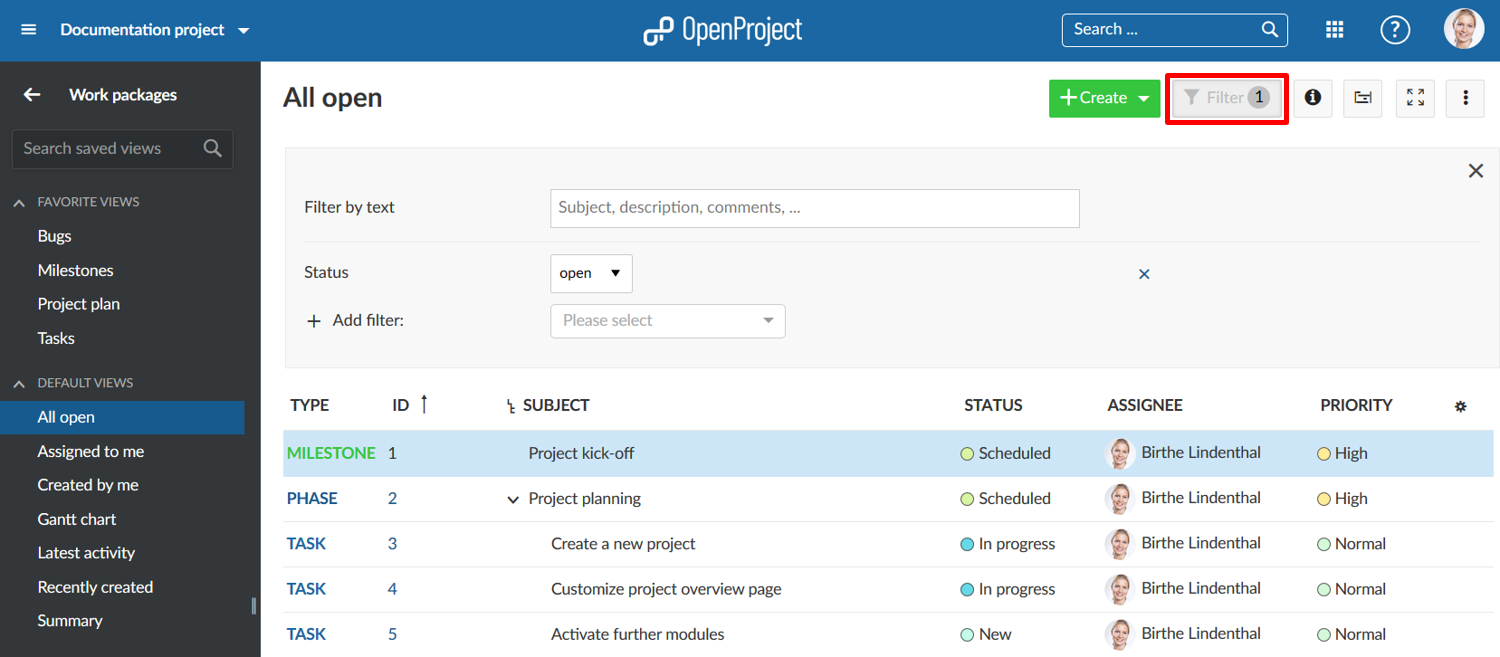 Documentation project
OpenProject
Search ...
?
Work packages
Search saved views
FAVORITE VIEWS
Bugs
Milestones
Project plan
Tasks
DEFAULT VIEWS
All open
Assigned to me
Created by me
Gantt chart
Latest activity
Recently created
Summary
All open
+ Create
Filter 1
Filter by text
Subject, description, comments, ...
Status
open
+ Add filter:
Please select
TYPE ID SUBJECT STATUS ASSIGNEE PRIORITY
MILESTONE 1 Project kick-off Scheduled Birthe Lindenthal High
PHASE 2 Project planning Scheduled Birthe Lindenthal High
TASK 3 Create a new project In progress Birthe Lindenthal Normal
TASK 4 Customize project overview page In progress Birthe Lindenthal Normal
TASK 5 Activate further modules New Birthe Lindenthal Normal